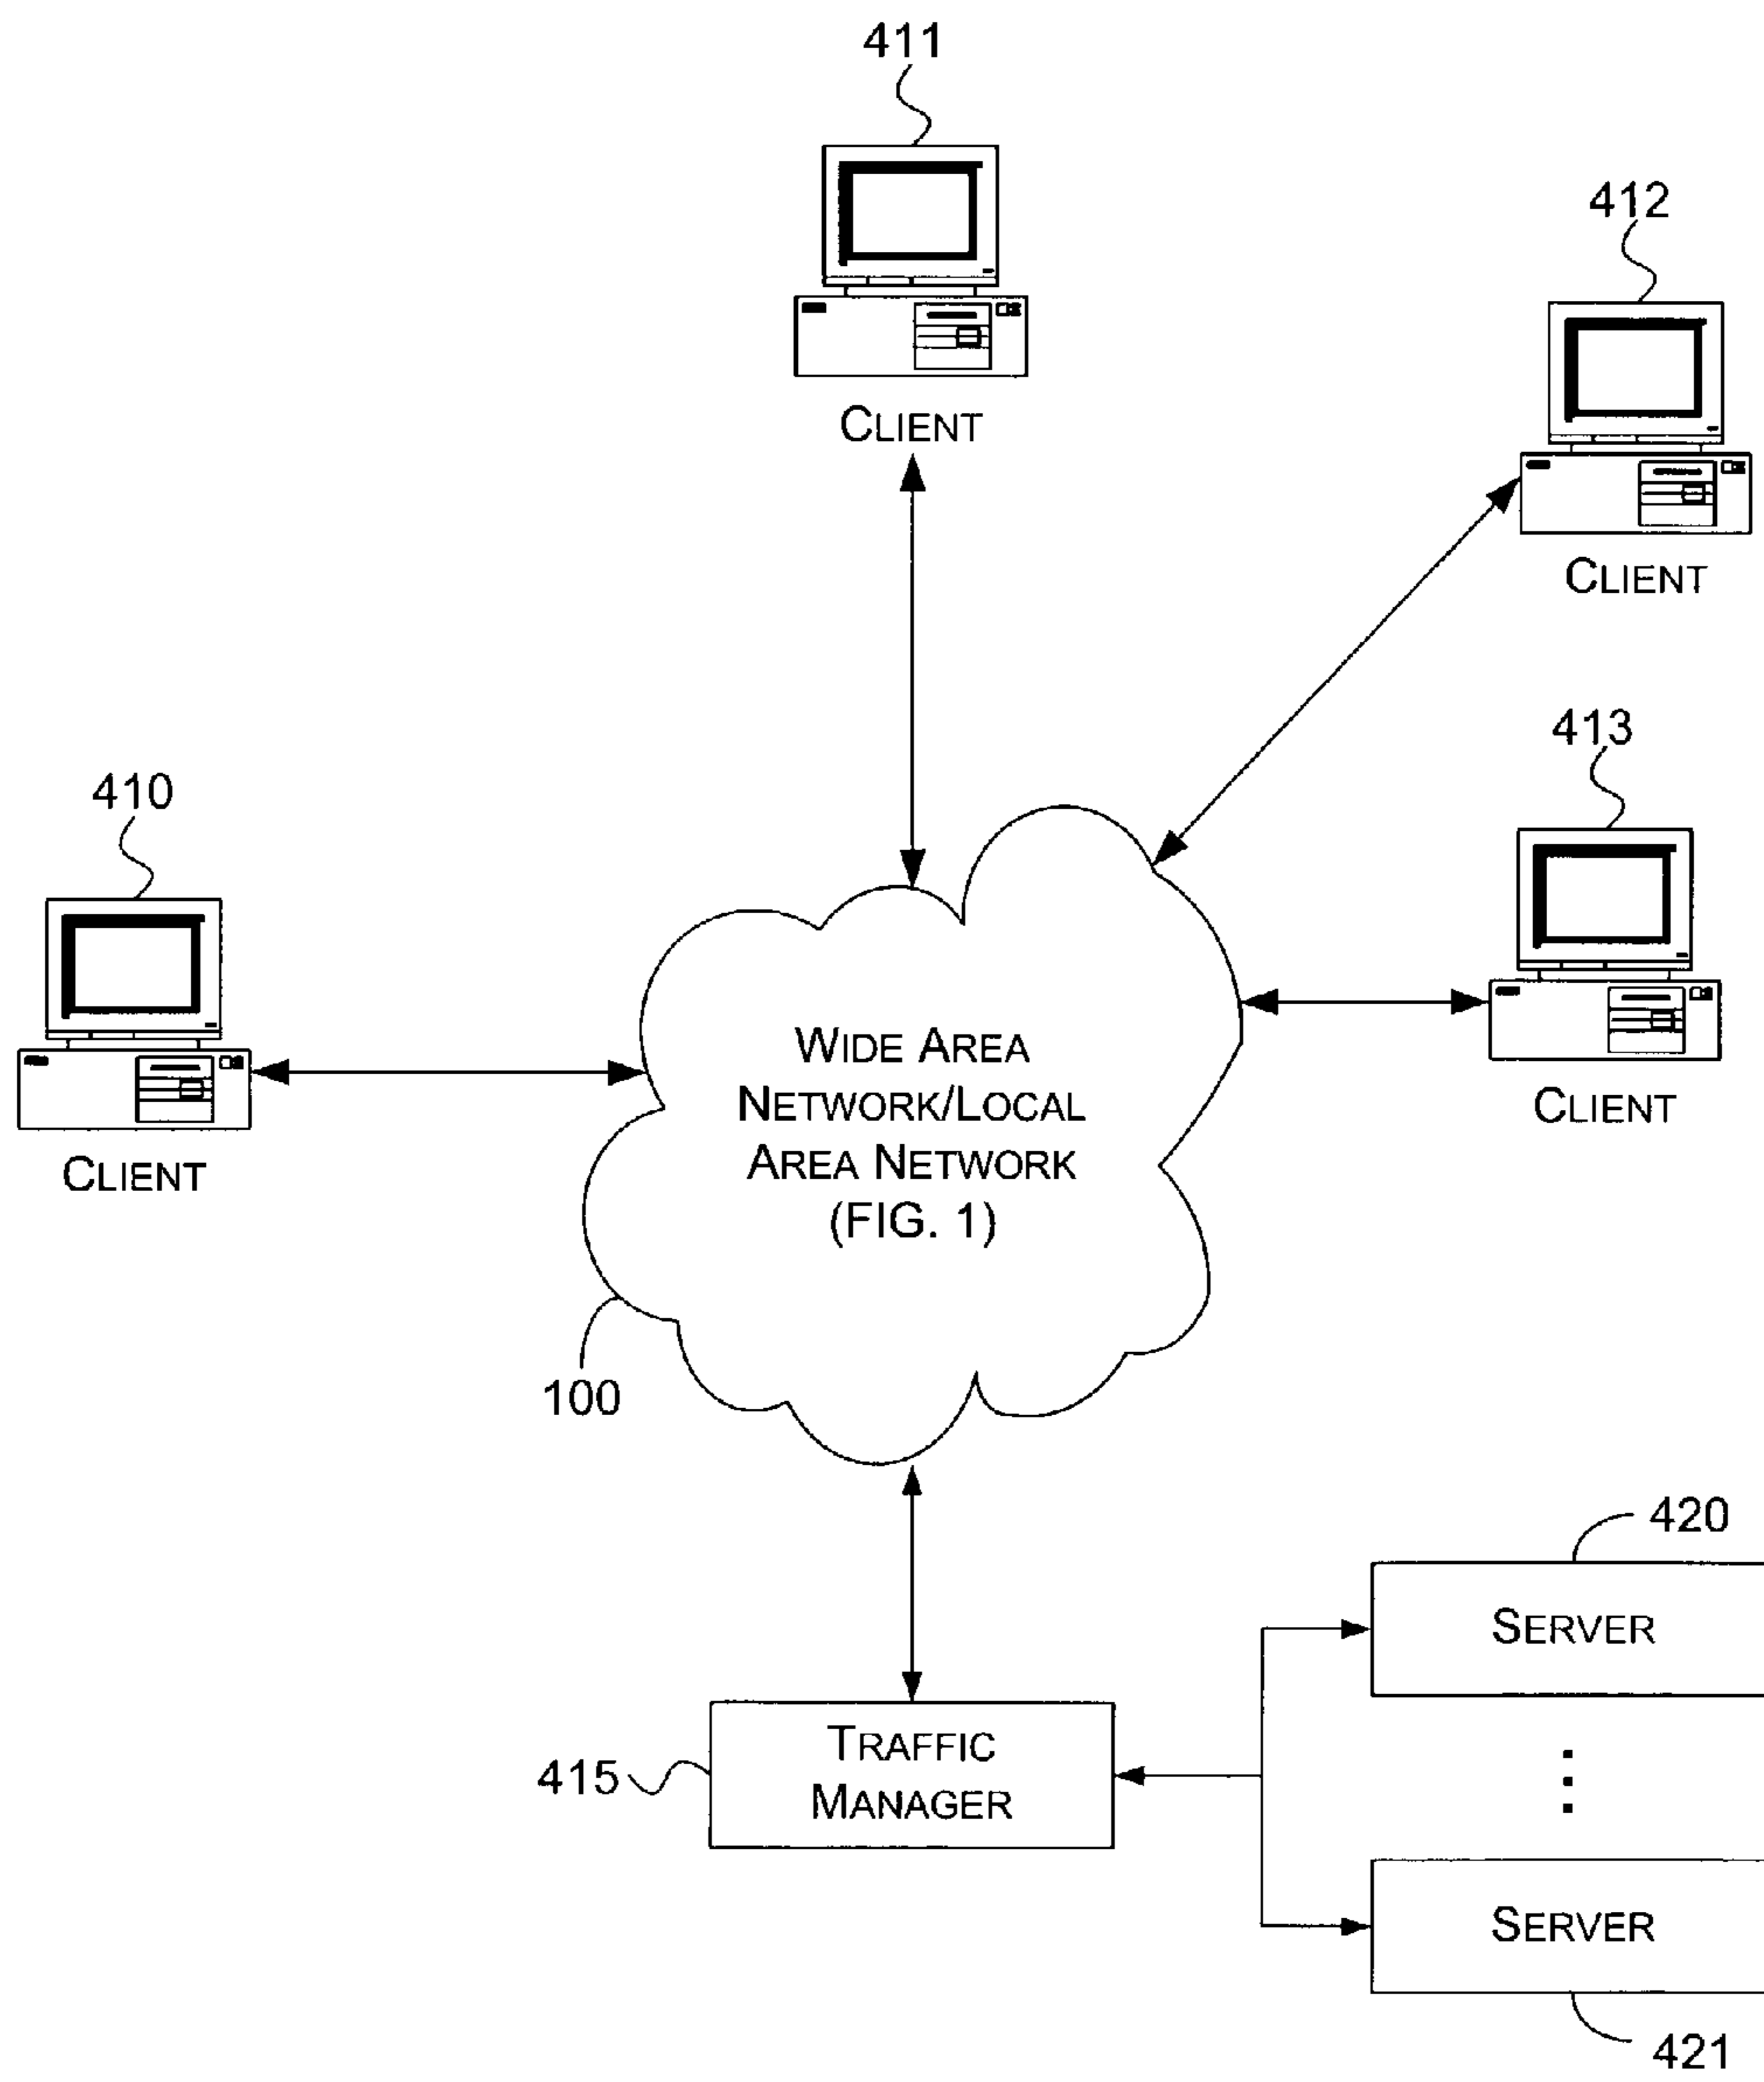 411
412
CLIENT
CLIENT
413
410
WIDE AREA
NETWORK/LOCAL
AREA NETWORK
(FIG. 1)
CLIENT
CLIENT
100
420
SERVER
TRAFFIC
MANAGER
415
SERVER
421